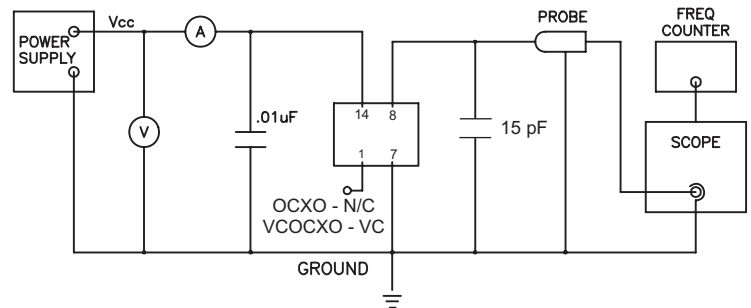 POWER
SUPPLY
Vcc
A
V
.01uF
14
8
1
7
OCXO - N/C
VCOCXO - VC
15 pF
PROBE
FREQ
COUNTER
SCOPE
GROUND